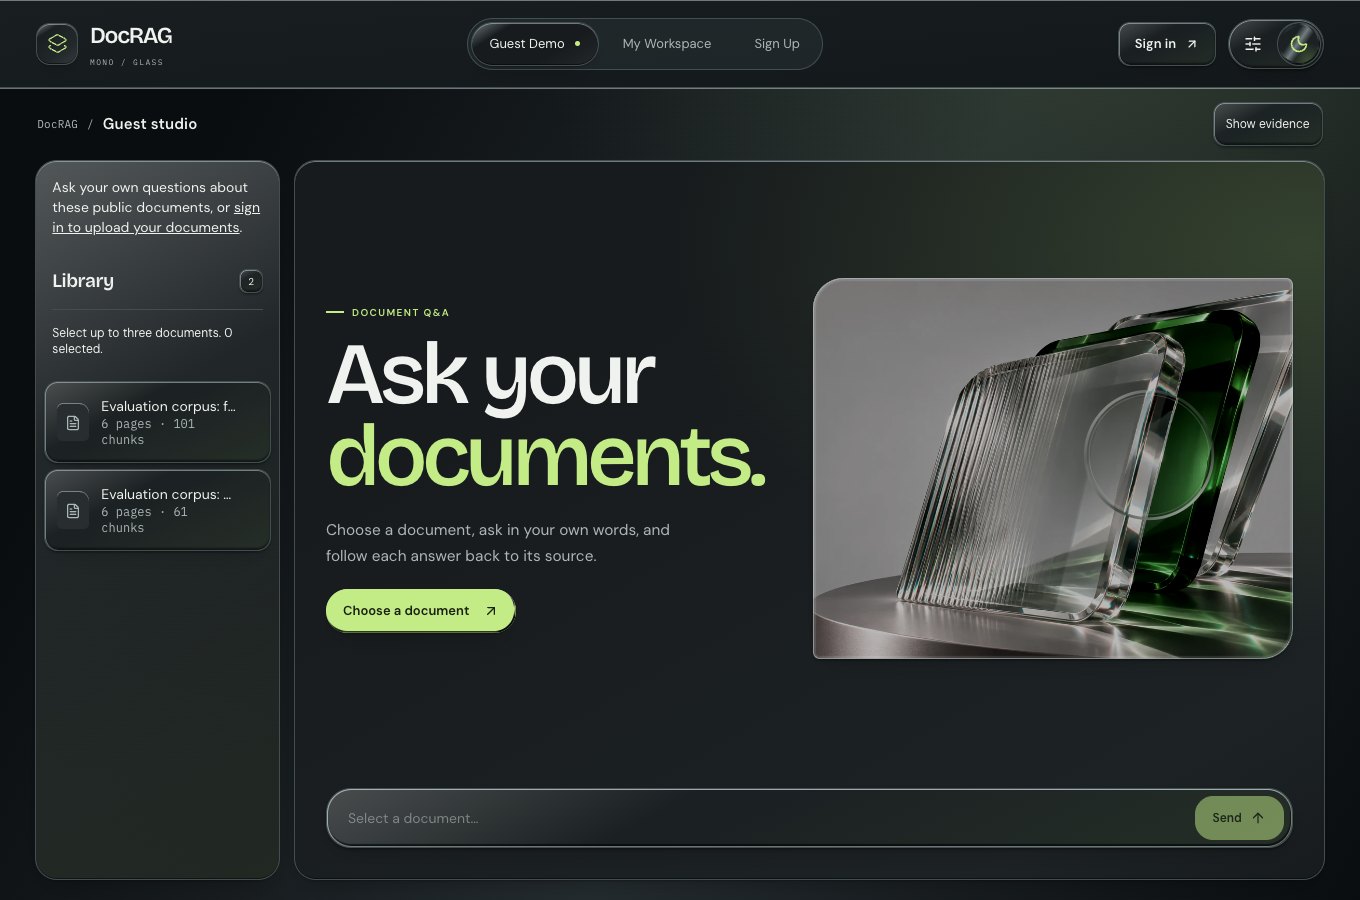 DocRAG
MONO / GLASS
Guest Demo
My Workspace
Sign Up
Sign in
DocRAG / Guest studio
Show evidence
Ask your own questions about
these public documents, or sign
in to upload your documents.
Library
2
Select up to three documents. 0
selected.
Evaluation corpus: f…
6 pages · 101
chunks
Evaluation corpus: …
6 pages · 61
chunks
DOCUMENT Q&A
Ask your
documents.
Choose a document, ask in your own words, and
follow each answer back to its source.
Choose a document
Select a document…
Send